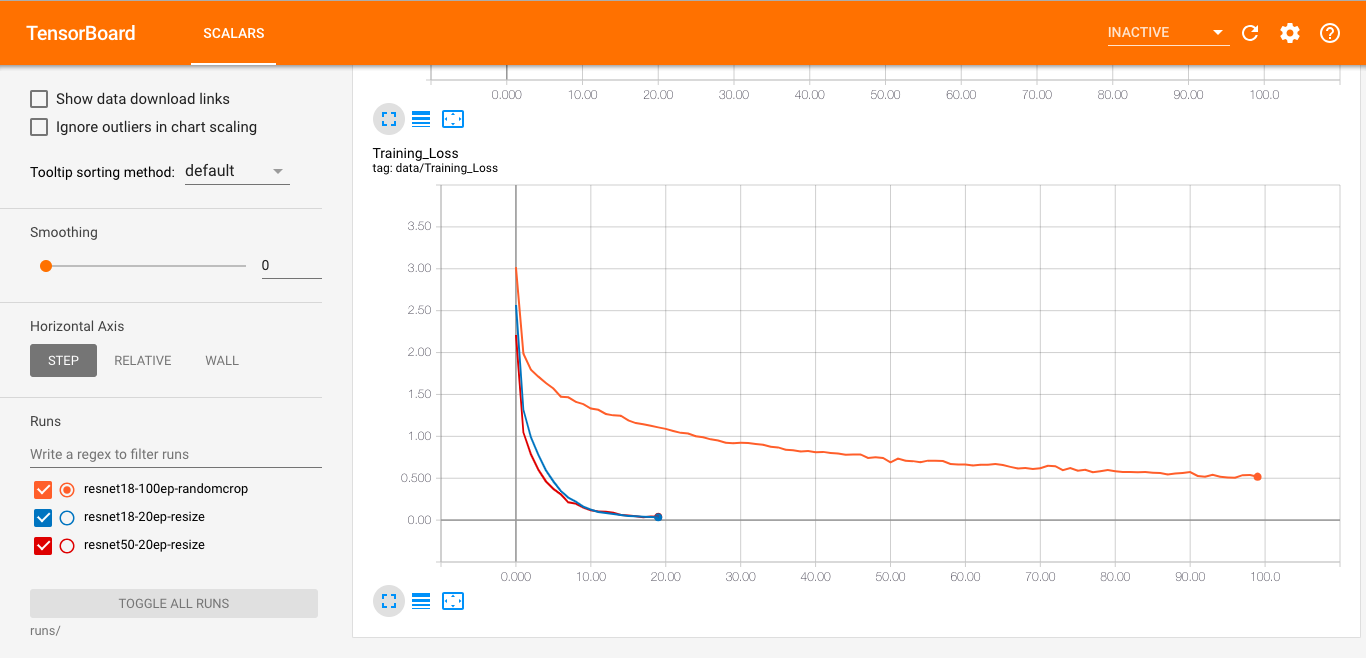 TensorBoard
SCALARS
INACTIVE
Show data download links
Ignore outliers in chart scaling
Tooltip sorting method: default
Smoothing
0
Horizontal Axis
STEP RELATIVE WALL
Runs
Write a regex to filter runs
resnet18-100ep-randomcrop
resnet18-20ep-resize
resnet50-20ep-resize
TOGGLE ALL RUNS
runs/
0.000 10.00 20.00 30.00 40.00 50.00 60.00 70.00 80.00 90.00 100.0
Training_Loss
tag: data/Training_Loss
3.50
3.00
2.50
2.00
1.50
1.00
0.500
0.00
0.000 10.00 20.00 30.00 40.00 50.00 60.00 70.00 80.00 90.00 100.0